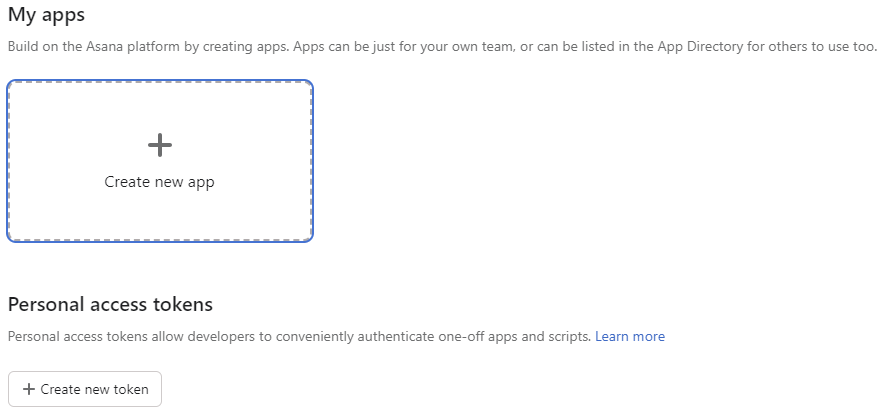 My apps
Build on the Asana platform by creating apps. Apps can be just for your own team, or can be listed in the App Directory for others to use too.
Create new app
Personal access tokens
Personal access tokens allow developers to conveniently authenticate one-off apps and scripts. Learn more
+ Create new token